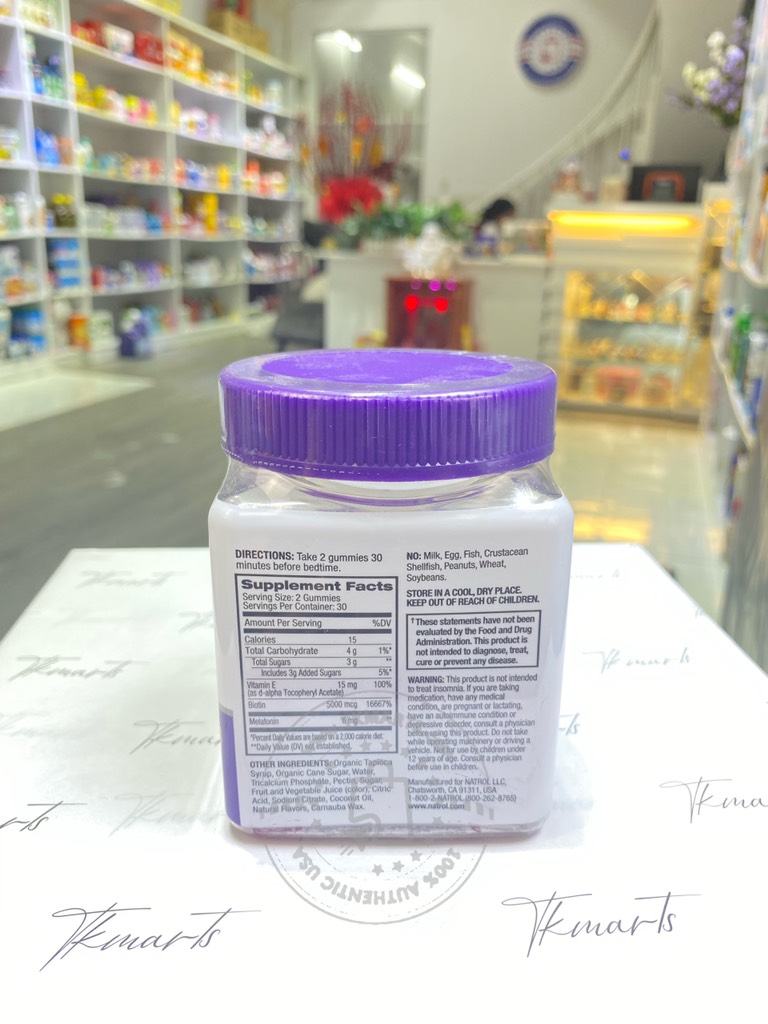 DIRECTIONS: Take 2 gummies 30
minutes before bedtime.
Supplement Facts
Serving Size: 2 Gummies
Servings Per Container: 30
Amount Per Serving %DV
Calories 15
Total Carbohydrate 4 g 1%*
Total Sugars 3 g **
Includes 3g Added Sugars 5%*
Vitamin E 15 mg 100%
(as d-alpha Tocopheryl Acetate)
Biotin 5000 mcg 16667%
Melatonin mg
*Percent Daily Values are based on a 2,000 calorie diet.
**Daily Value (DV) not established.
OTHER INGREDIENTS: Organic Tapioca
Syrup, Organic Cane Sugar, Water,
Tricalcium Phosphate, Pectin, Sugar,
Fruit and Vegetable Juice (color), Citric
Acid, Sodium Citrate, Coconut Oil,
Natural Flavors, Carnauba Wax.
NO: Milk, Egg, Fish, Crustacean
Shellfish, Peanuts, Wheat,
Soybeans.
STORE IN A COOL, DRY PLACE.
KEEP OUT OF REACH OF CHILDREN.
†These statements have not been
evaluated by the Food and Drug
Administration. This product is
not intended to diagnose, treat,
cure or prevent any disease.
WARNING: This product is not intended
to treat insomnia. If you are taking
medication, have any medical
condition, are pregnant or lactating,
have an autoimmune condition or
depressive disorder, consult a physician
before using this product. Do not take
while operating machinery or driving a
vehicle. Not for use by children under
12 years of age. Consult a physician
before use in children.
Manufactured for NATROL LLC,
Chatsworth, CA 91311, USA
1-800-2-NATROL (800-262-8765)
www.natrol.com
100% AUTHENTIC USA
Tkmarts
Tkmarts